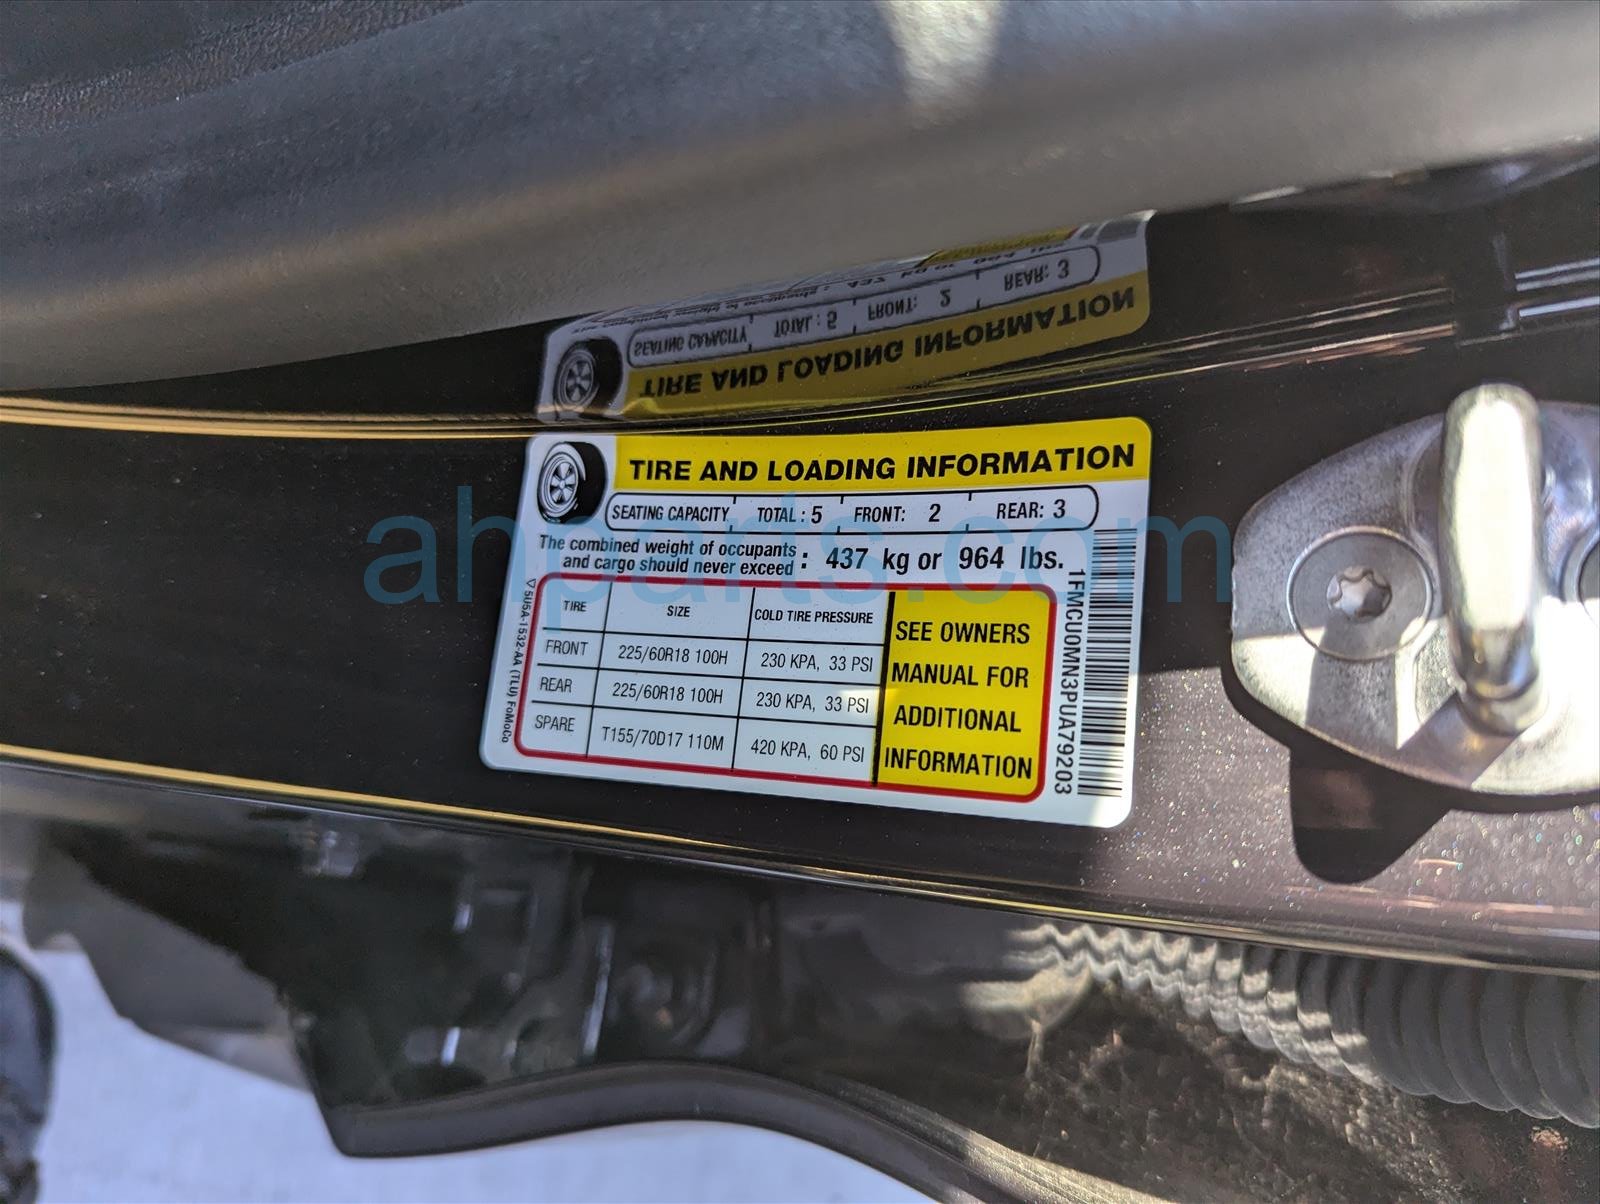 TIRE AND LOADING INFORMATION
SEATING CAPACITY TOTAL : 5 FRONT: 2 REAR: 3
The combined weight of occupants
and cargo should never exceed : 437 kg or 964 lbs.
TIRE SIZE COLD TIRE PRESSURE
FRONT 225/60R18 100H 230 KPA, 33 PSI
REAR 225/60R18 100H 230 KPA, 33 PSI
SPARE T155/70D17 110M 420 KPA, 60 PSI
SEE OWNERS
MANUAL FOR
ADDITIONAL
INFORMATION
1FMCU0MN3PUA79203
5U5A-1532-AA (TLU) FoMoCo
ahparts.com
TIRE AND LOADING INFORMATION
SEATING CAPACITY TOTAL : 5 FRONT: 2 REAR: 3